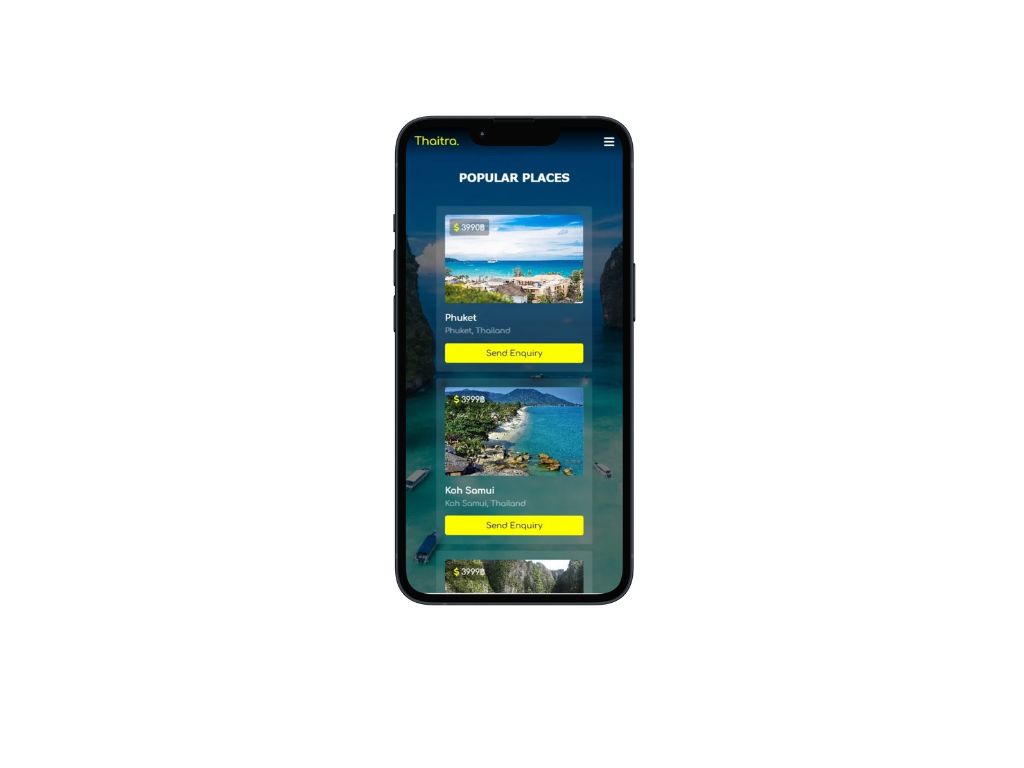 Thaitra.
POPULAR PLACES
$ 3990฿
Phuket
Phuket, Thailand
Send Enquiry
$ 3999฿
Koh Samui
Koh Samui, Thailand
Send Enquiry
$ 3999฿